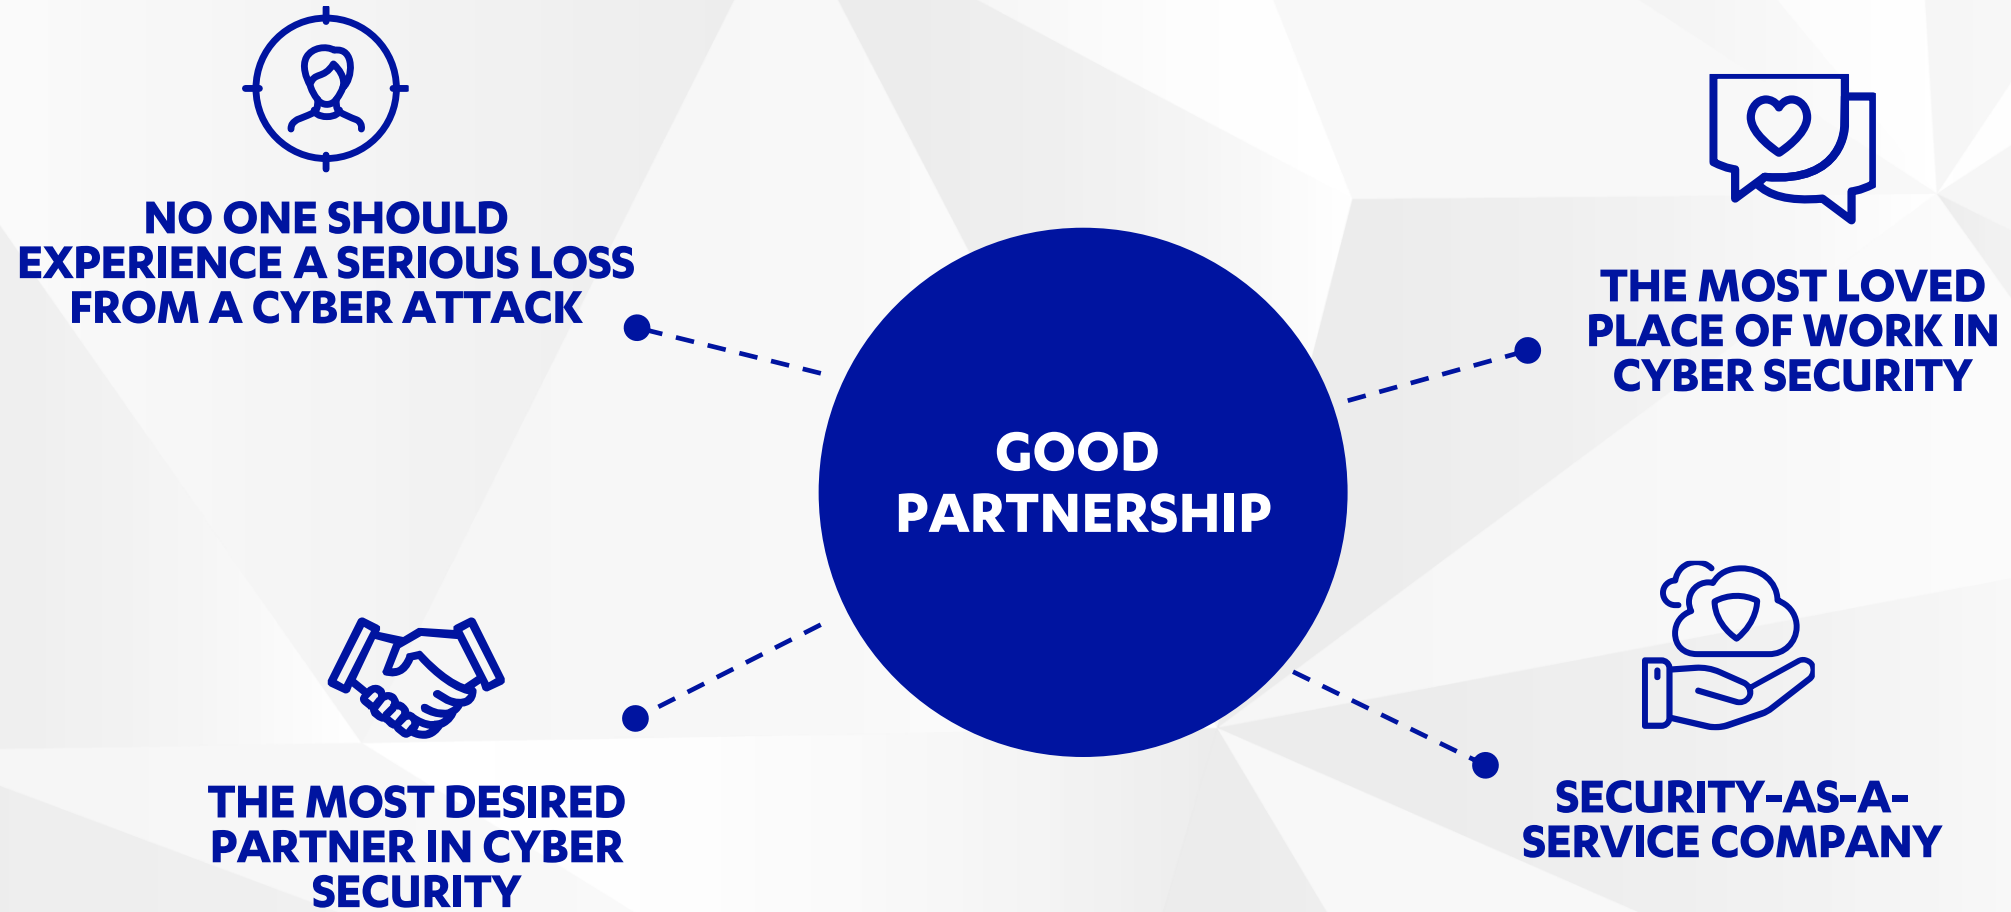 NO ONE SHOULD
EXPERIENCE A SERIOUS LOSS
FROM A CYBER ATTACK
THE MOST LOVED
PLACE OF WORK IN
CYBER SECURITY
GOOD
PARTNERSHIP
THE MOST DESIRED
PARTNER IN CYBER
SECURITY
SECURITY-AS-A-
SERVICE COMPANY